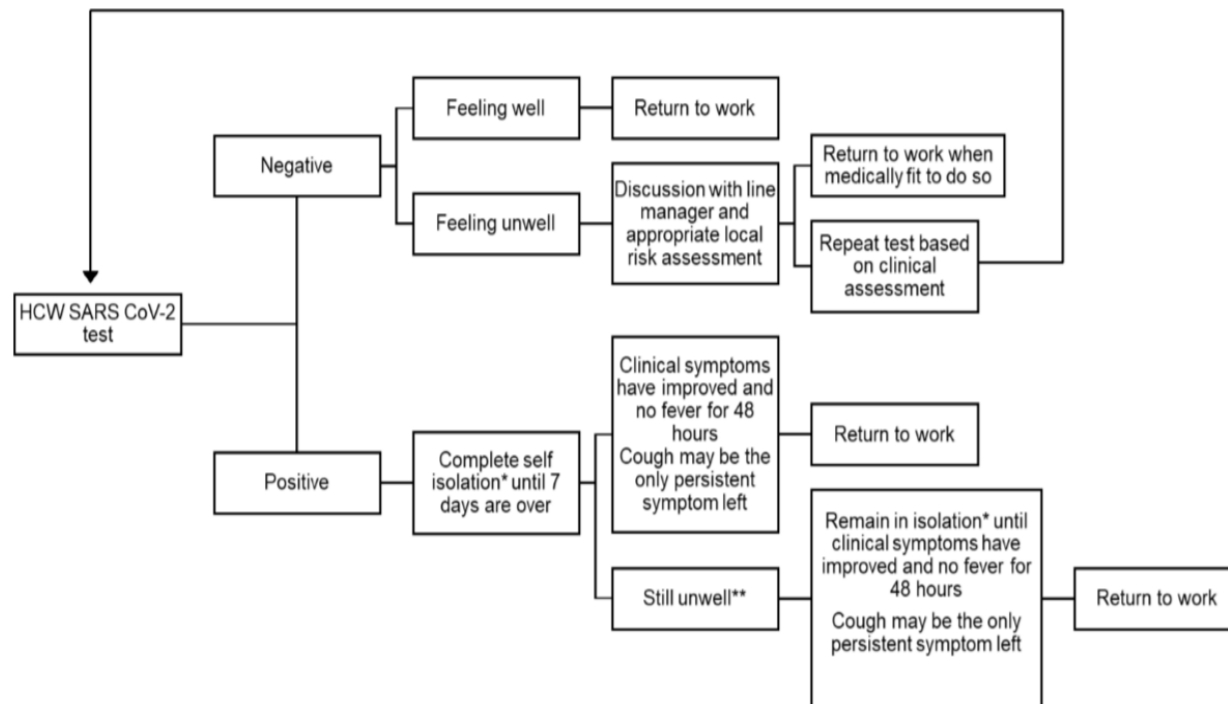 Feeling well
Return to work
Negative
Return to work when
medically fit to do so
Discussion with line
manager and
appropriate local
risk assessment
Feeling unwell
Repeat test based
on clinical
assessment
HCW SARS CoV-2
test
Clinical symptoms
have improved and
no fever for 48
hours
Cough may be the
only persistent
symptom left
Return to work
Positive
Complete self
isolation* until 7
days are over
Remain in isolation* until
clinical symptoms have
improved and no fever for
48 hours
Cough may be the only
persistent symptom left
Still unwell**
Return to work